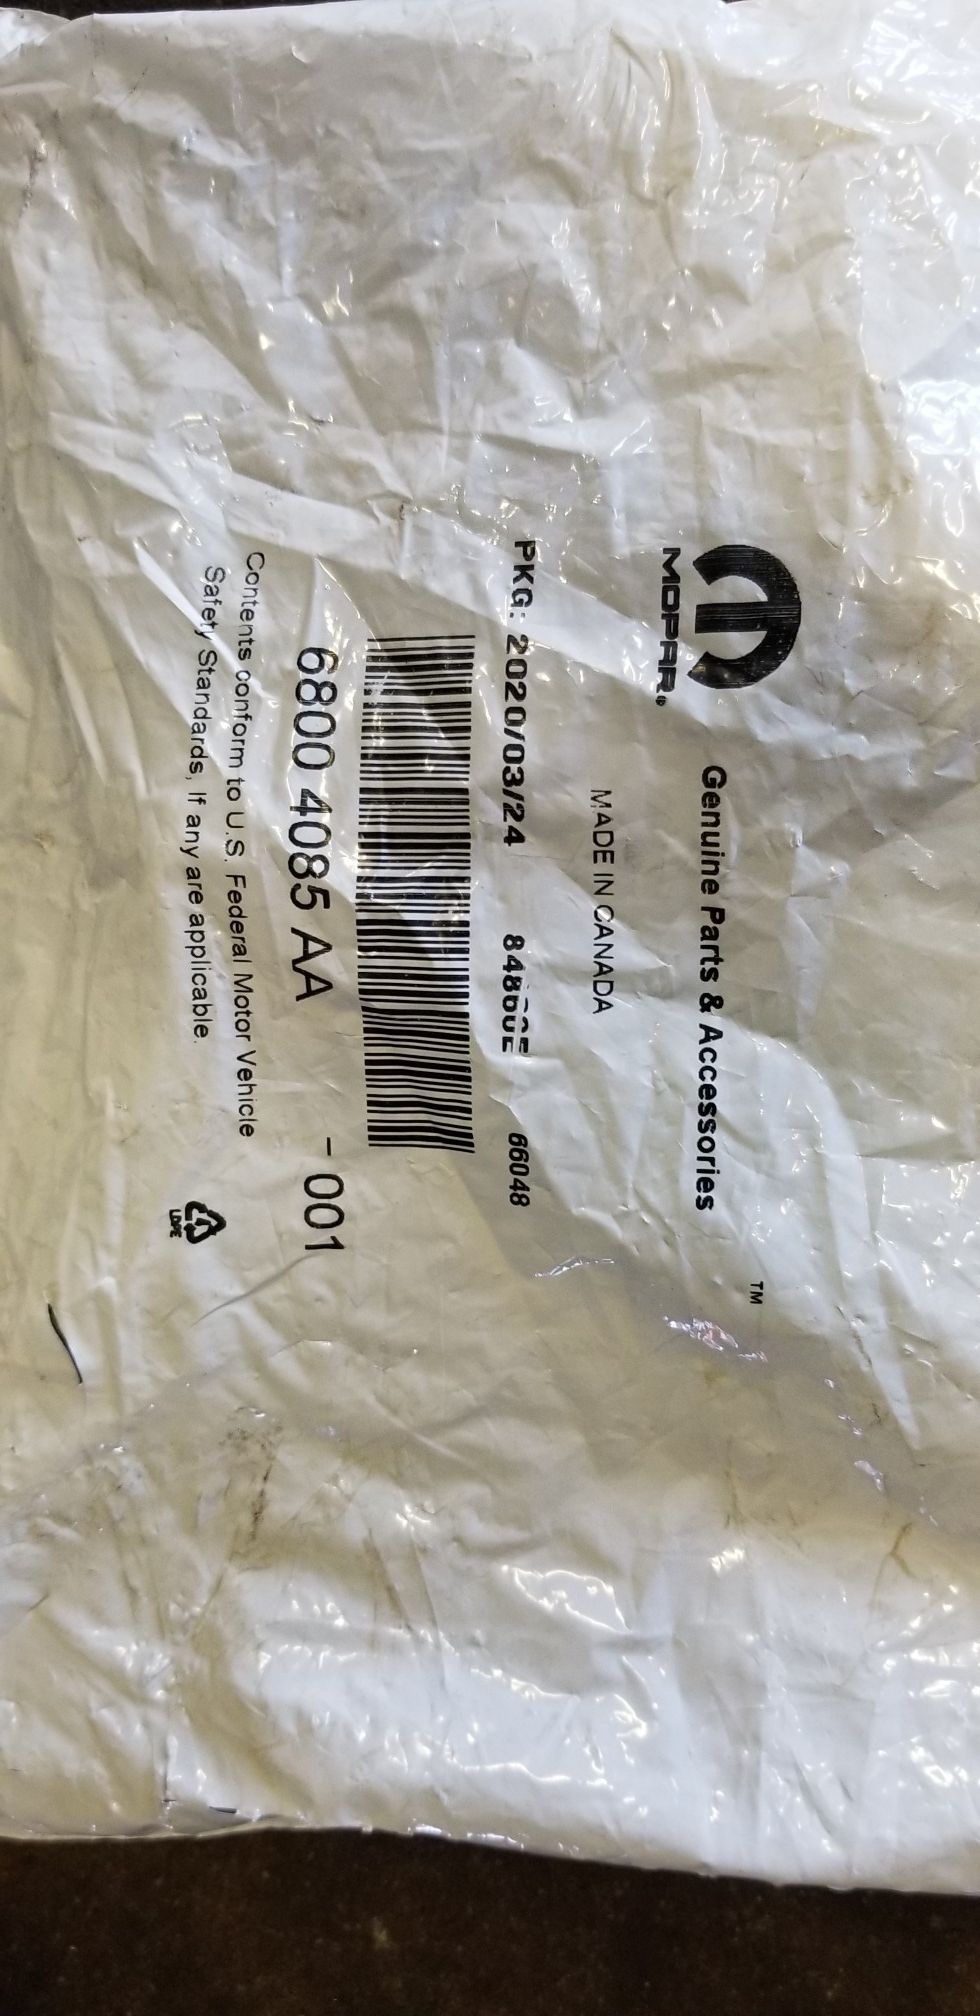 MOPAR®
Genuine Parts & Accessories ™
MADE IN CANADA
PKG: 2020/03/24 66048
6800 4085 AA - 001
Contents conform to U.S. Federal Motor Vehicle
Safety Standards, If any are applicable.
LDPE